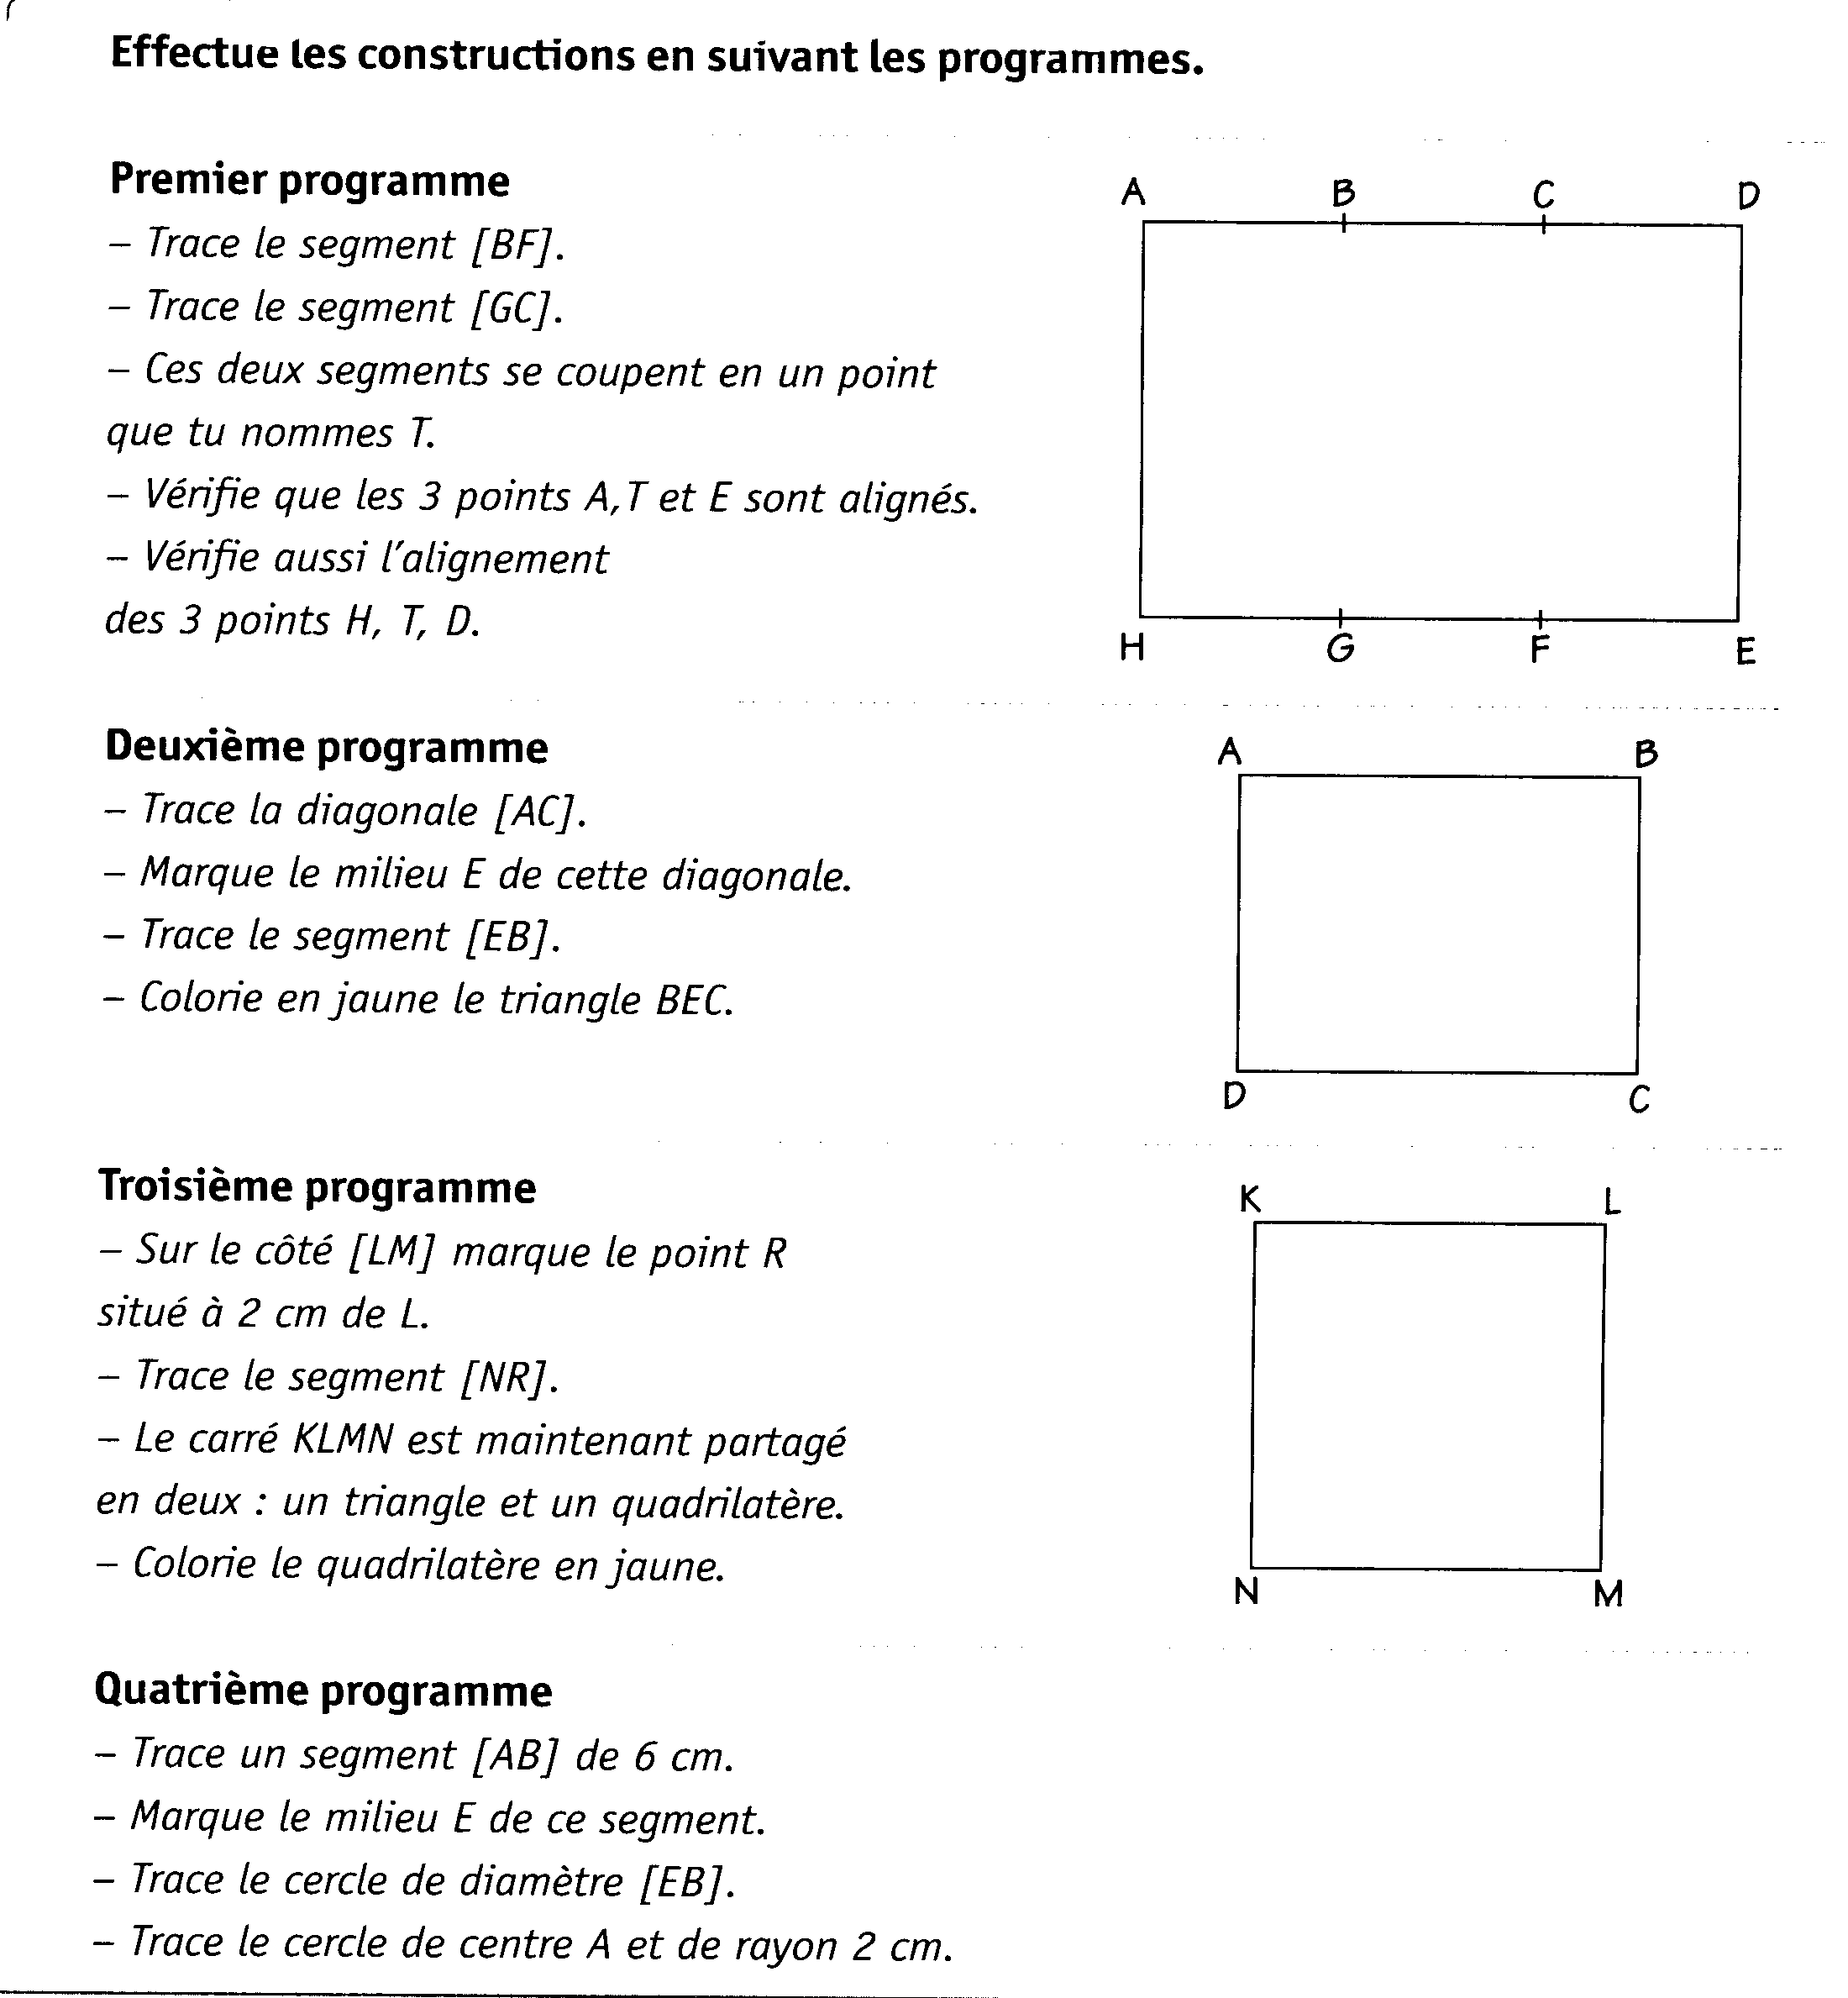 Effectue les constructions en suivant les programmes.
Premier programme
– Trace le segment [BF].
– Trace le segment [GC].
– Ces deux segments se coupent en un point
que tu nommes T.
– Vérifie que les 3 points A, T et E sont alignés.
– Vérifie aussi l'alignement
des 3 points H, T, D.
A B C D
H G F E
Deuxième programme
– Trace la diagonale [AC].
– Marque le milieu E de cette diagonale.
– Trace le segment [EB].
– Colorie en jaune le triangle BEC.
A B
D C
Troisième programme
– Sur le côté [LM] marque le point R
situé à 2 cm de L.
– Trace le segment [NR].
– Le carré KLMN est maintenant partagé
en deux : un triangle et un quadrilatère.
– Colorie le quadrilatère en jaune.
K L
N M
Quatrième programme
– Trace un segment [AB] de 6 cm.
– Marque le milieu E de ce segment.
– Trace le cercle de diamètre [EB].
– Trace le cercle de centre A et de rayon 2 cm.